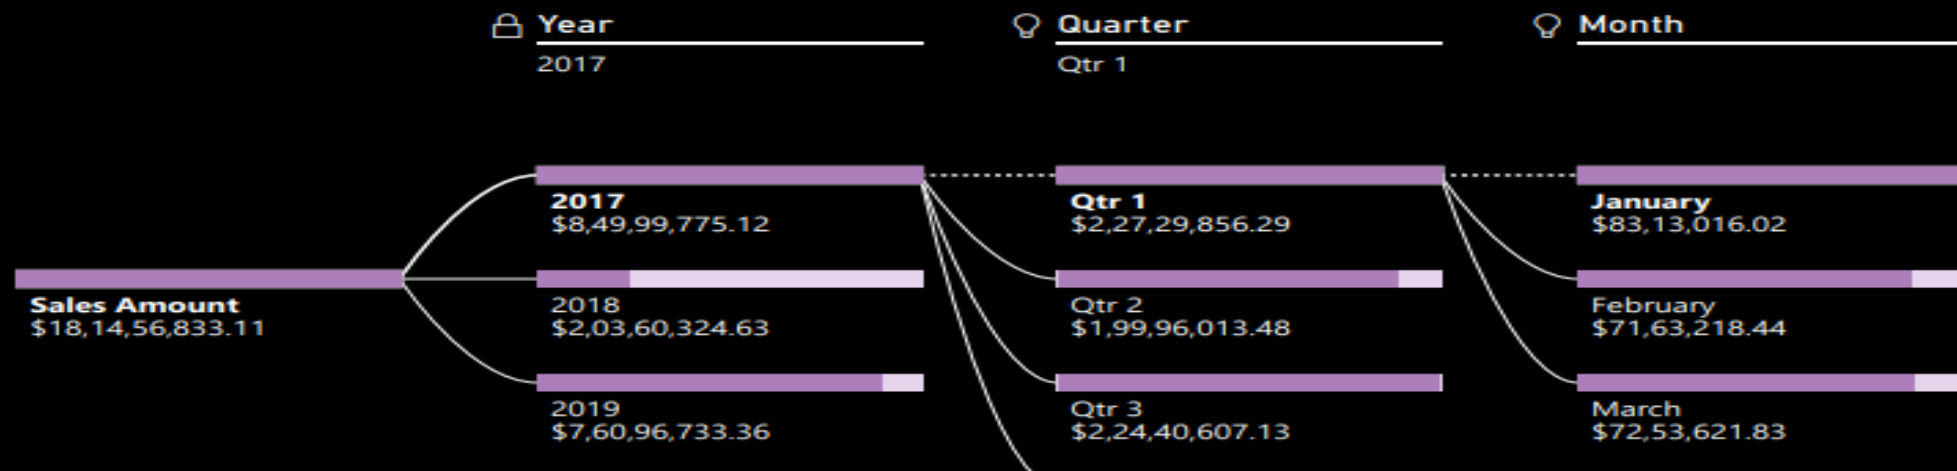 Year
2017
Quarter
Qtr 1
Month
Sales Amount
$18,14,56,833.11
2017
$8,49,99,775.12
2018
$2,03,60,324.63
2019
$7,60,96,733.36
Qtr 1
$2,27,29,856.29
Qtr 2
$1,99,96,013.48
Qtr 3
$2,24,40,607.13
January
$83,13,016.02
February
$71,63,218.44
March
$72,53,621.83